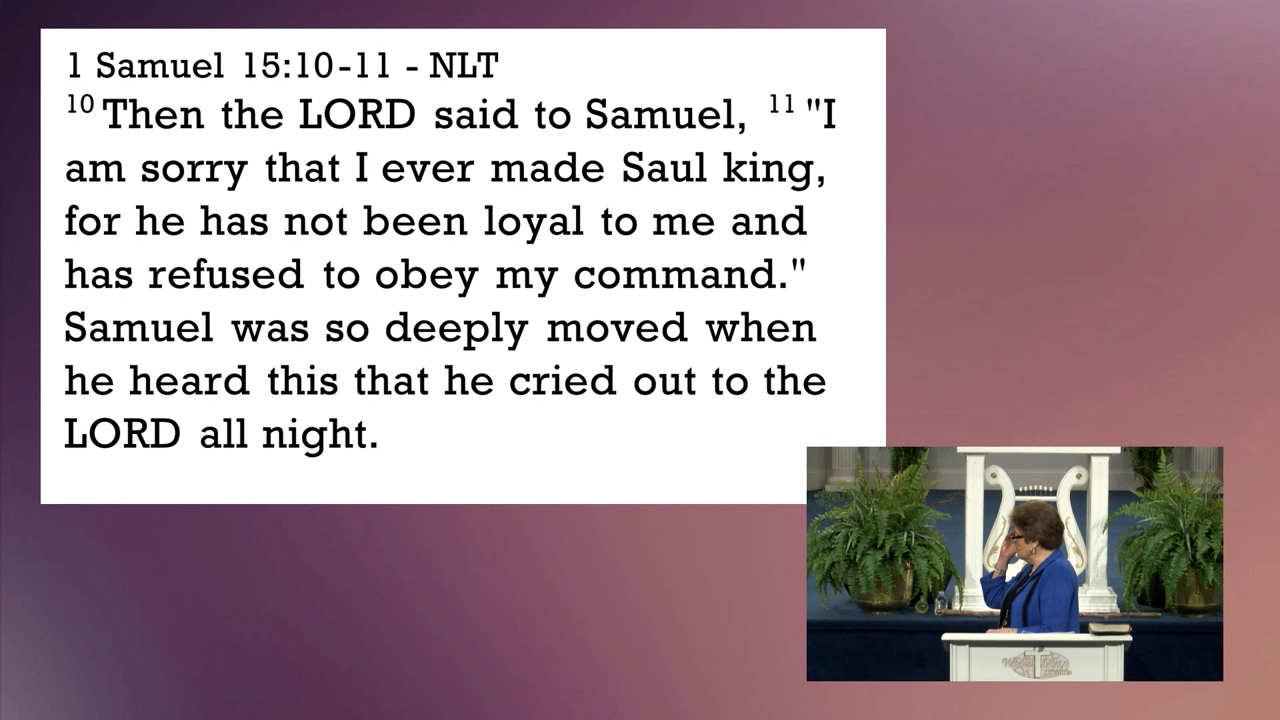 1 Samuel 15:10-11 - NLT
10 Then the LORD said to Samuel, 11 "I
am sorry that I ever made Saul king,
for he has not been loyal to me and
has refused to obey my command."
Samuel was so deeply moved when
he heard this that he cried out to the
LORD all night.